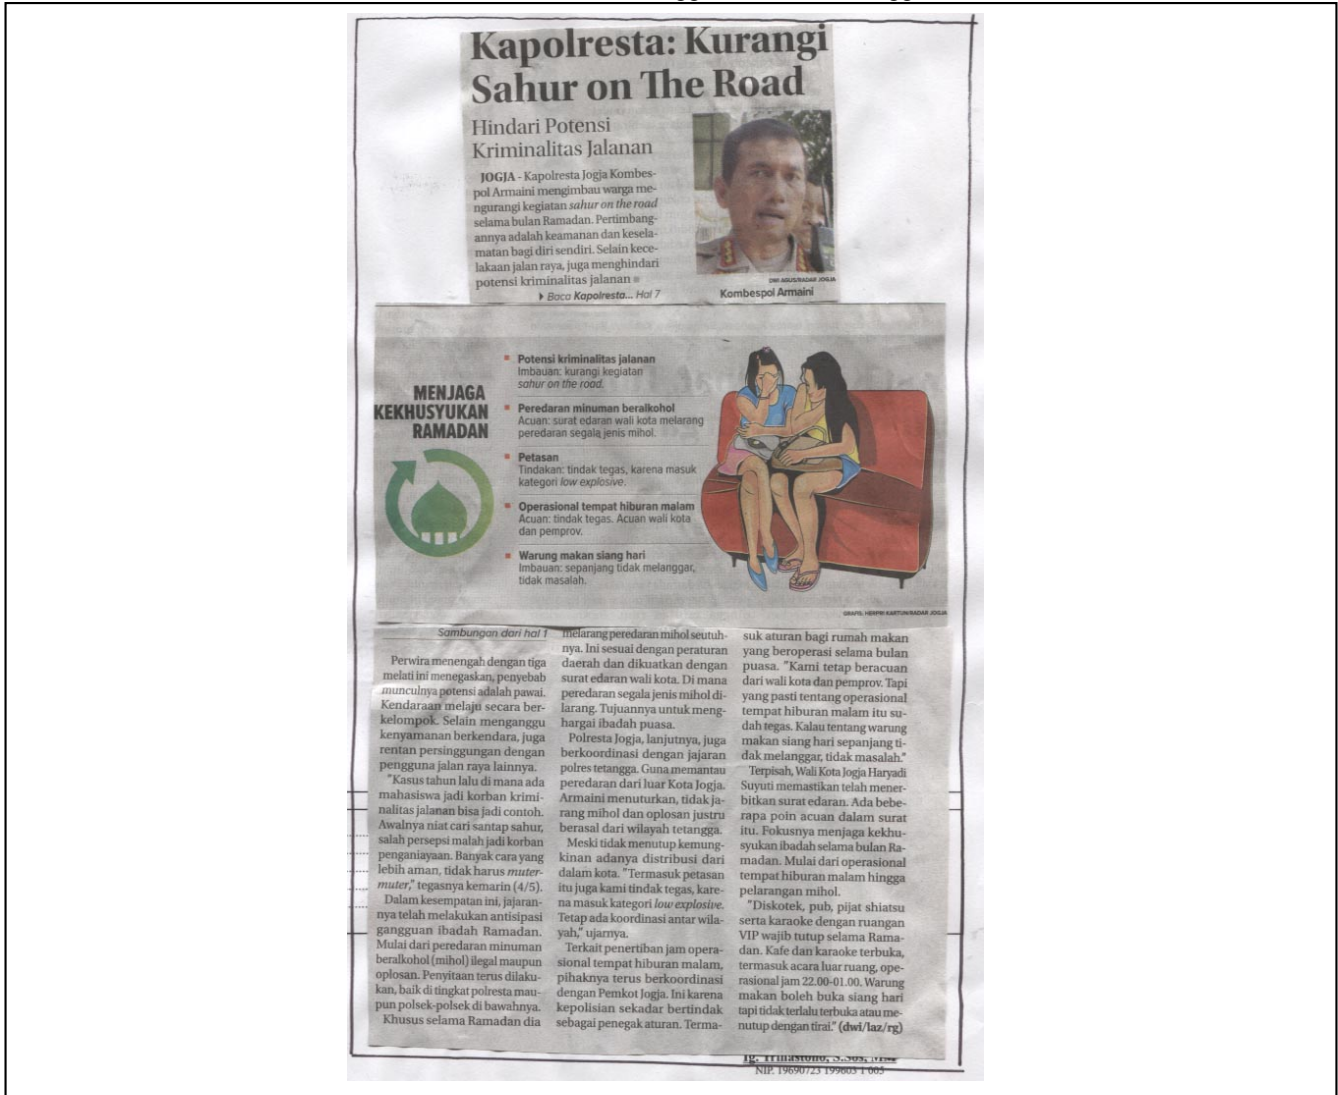 Kapolresta: Kurangi
Sahur on The Road
Hindari Potensi
Kriminalitas Jalanan
JOGJA - Kapolresta Jogja Kombes-
pol Armaini mengimbau warga me-
ngurangi kegiatan sahur on the road
selama bulan Ramadan. Pertimbang-
annya adalah keamanan dan kesela-
matan bagi diri sendiri. Selain kece-
lakaan jalan raya, juga menghindari
potensi kriminalitas jalanan
Baca Kapolresta... Hal 7
DWI AGUS/RADAR JOGJA
Kombespol Armaini
MENJAGA
KEKHUSYUKAN
RAMADAN
Potensi kriminalitas jalanan
Imbauan: kurangi kegiatan
sahur on the road.
Peredaran minuman beralkohol
Acuan: surat edaran wali kota melarang
peredaran segala jenis mihol.
Petasan
Tindakan: tindak tegas, karena masuk
kategori low explosive.
Operasional tempat hiburan malam
Acuan: tindak tegas. Acuan wali kota
dan pemprov.
Warung makan siang hari
Imbauan: sepanjang tidak melanggar,
tidak masalah.
GRAFIS: HERPRI KARTUN/RADAR JOGJA
Sambungan dari hal 1
Perwira menengah dengan tiga
melati ini menegaskan, penyebab
munculnya potensi adalah pawai.
Kendaraan melaju secara ber-
kelompok. Selain menganggu
kenyamanan berkendara, juga
rentan persinggungan dengan
pengguna jalan raya lainnya.
"Kasus tahun lalu di mana ada
mahasiswa jadi korban krimi-
nalitas jalanan bisa jadi contoh.
Awalnya niat cari santap sahur,
salah persepsi malah jadi korban
penganiayaan. Banyak cara yang
lebih aman, tidak harus muter-
muter," tegasnya kemarin (4/5).
Dalam kesempatan ini, jajaran-
nya telah melakukan antisipasi
gangguan ibadah Ramadan.
Mulai dari peredaran minuman
beralkohol (mihol) ilegal maupun
oplosan. Penyitaan terus dilaku-
kan, baik di tingkat polresta mau-
pun polsek-polsek di bawahnya.
Khusus selama Ramadan dia
melarang peredaran mihol seutuh-
nya. Ini sesuai dengan peraturan
daerah dan dikuatkan dengan
surat edaran wali kota. Di mana
peredaran segala jenis mihol di-
larang. Tujuannya untuk meng-
hargai ibadah puasa.
Polresta Jogja, lanjutnya, juga
berkoordinasi dengan jajaran
polres tetangga. Guna memantau
peredaran dari luar Kota Jogja.
Armaini menuturkan, tidak ja-
rang mihol dan oplosan justru
berasal dari wilayah tetangga.
Meski tidak menutup kemung-
kinan adanya distribusi dari
dalam kota. "Termasuk petasan
itu juga kami tindak tegas, kare-
na masuk kategori low explosive.
Tetap ada koordinasi antar wila-
yah," ujarnya.
Terkait penertiban jam opera-
sional tempat hiburan malam,
pihaknya terus berkoordinasi
dengan Pemkot Jogja. Ini karena
kepolisian sekadar bertindak
sebagai penegak aturan. Terma-
suk aturan bagi rumah makan
yang beroperasi selama bulan
puasa. "Kami tetap beracuan
dari wali kota dan pemprov. Tapi
yang pasti tentang operasional
tempat hiburan malam itu su-
dah tegas. Kalau tentang warung
makan siang hari sepanjang ti-
dak melanggar, tidak masalah."
Terpisah, Wali Kota Jogja Haryadi
Suyuti memastikan telah mener-
bitkan surat edaran. Ada bebe-
rapa poin acuan dalam surat
itu. Fokusnya menjaga kekhu-
syukan ibadah selama bulan Ra-
madan. Mulai dari operasional
tempat hiburan malam hingga
pelarangan mihol.
"Diskotek, pub, pijat shiatsu
serta karaoke dengan ruangan
VIP wajib tutup selama Rama-
dan. Kafe dan karaoke terbuka,
termasuk acara luar ruang, ope-
rasional jam 22.00-01.00. Warung
makan boleh buka siang hari
tapi tidak terlalu terbuka atau me-
nutup dengan tirai." (dwi/laz/rg)
Ig. Trihastono, S.Sos, MM
NIP. 19690723 199603 1 005